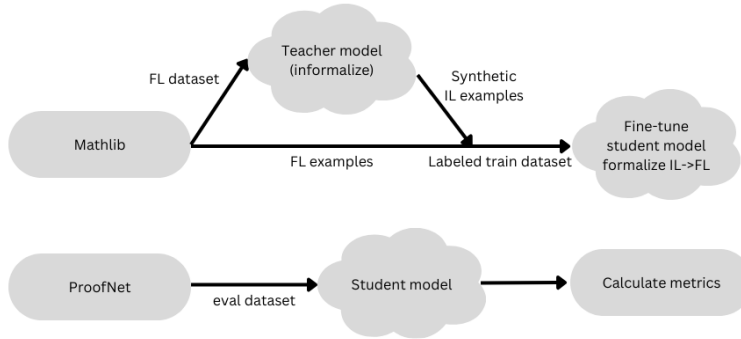 Teacher model
(informalize)
FL dataset
Synthetic
IL examples
Mathlib
Fine-tune
student model
formalize IL->FL
FL examples
Labeled train dataset
ProofNet
eval dataset
Student model
Calculate metrics